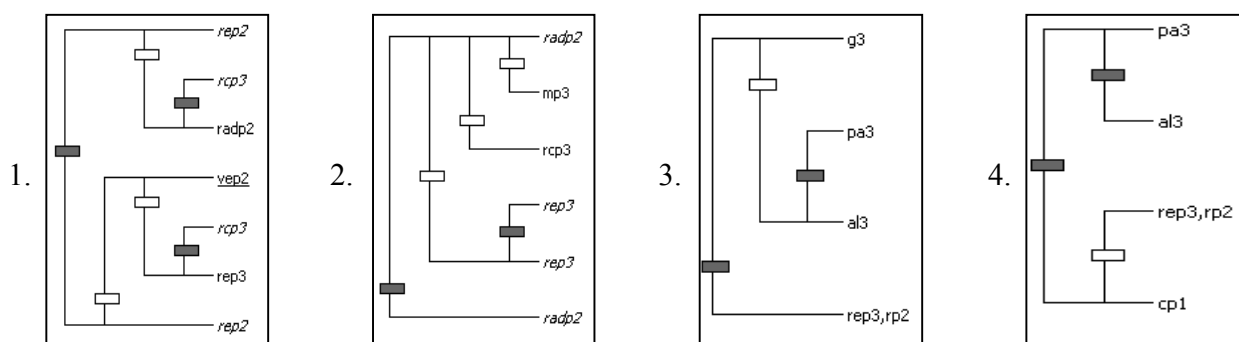 1.
rep2
rcp3
radp2
vep2
rcp3
rep3
rep2
2.
radp2
mp3
rcp3
rep3
rep3
radp2
3.
g3
pa3
al3
rep3,rp2
4.
pa3
al3
rep3,rp2
cp1